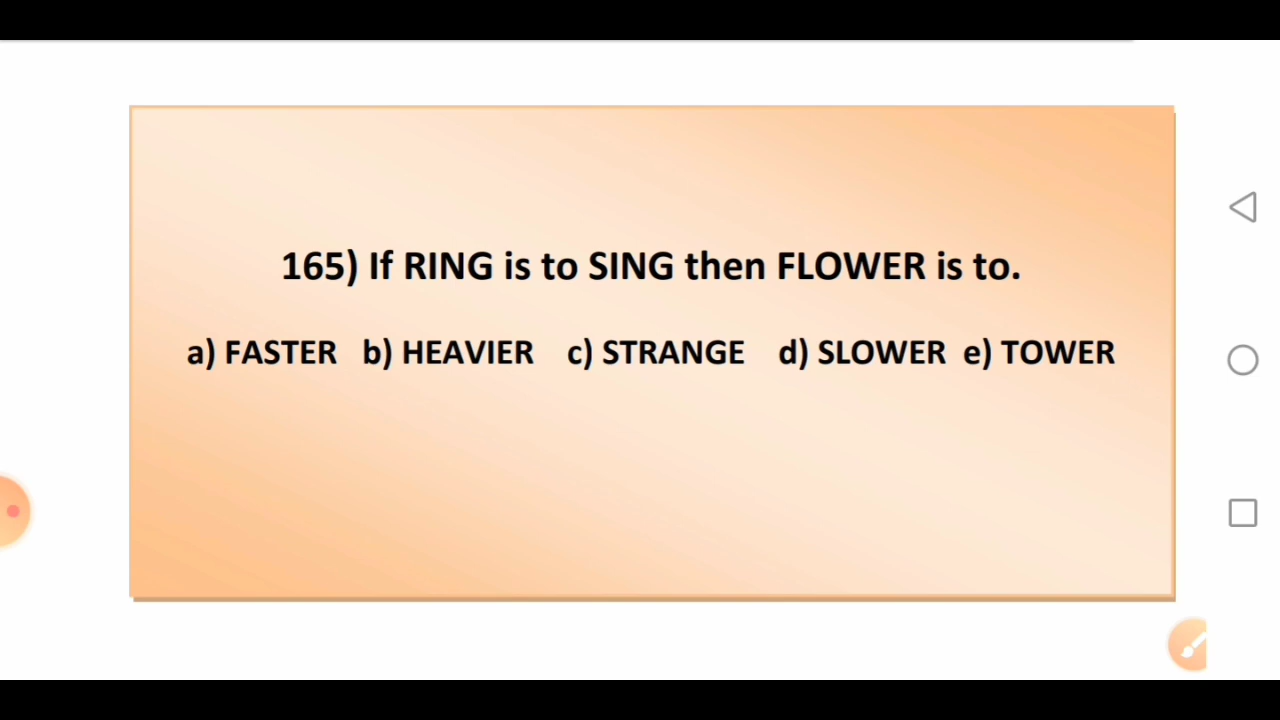 165) If RING is to SING then FLOWER is to.
a) FASTER b) HEAVIER c) STRANGE d) SLOWER e) TOWER